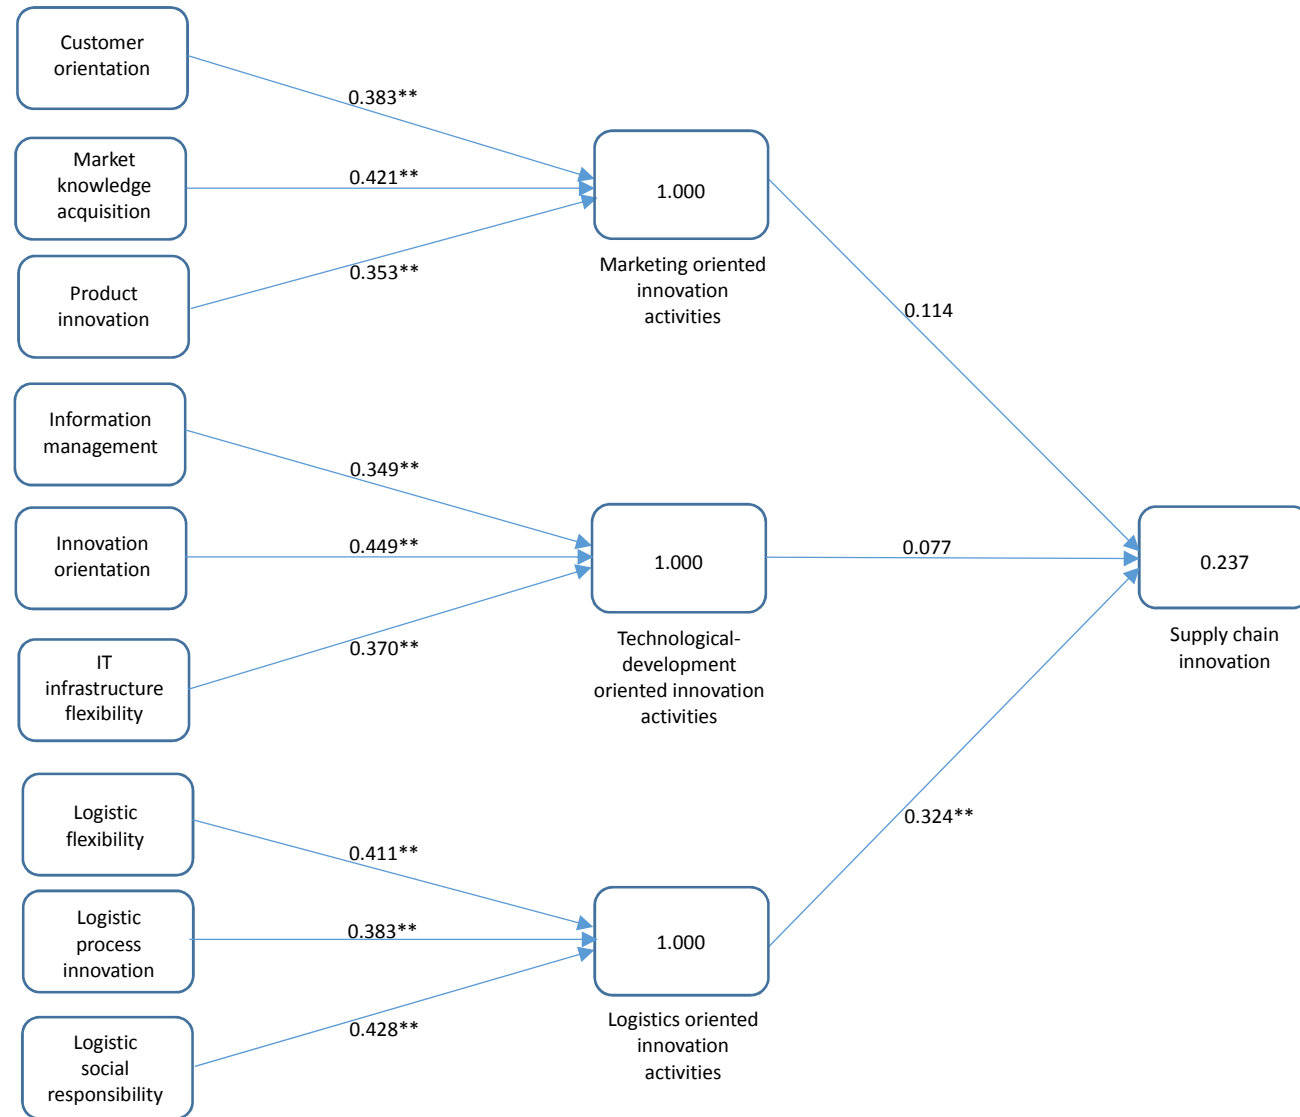 Customer
orientation
0.383**
Market
knowledge
acquisition
0.421**
1.000
Product
innovation
0.353**
Marketing oriented
innovation
activities
0.114
Information
management
0.349**
Innovation
orientation
0.449**
1.000
0.077
0.237
IT
infrastructure
flexibility
0.370**
Technological-
development
oriented innovation
activities
Supply chain
innovation
Logistic
flexibility
0.411**
0.324**
Logistic
process
innovation
0.383**
1.000
Logistic
social
responsibility
0.428**
Logistics oriented
innovation
activities